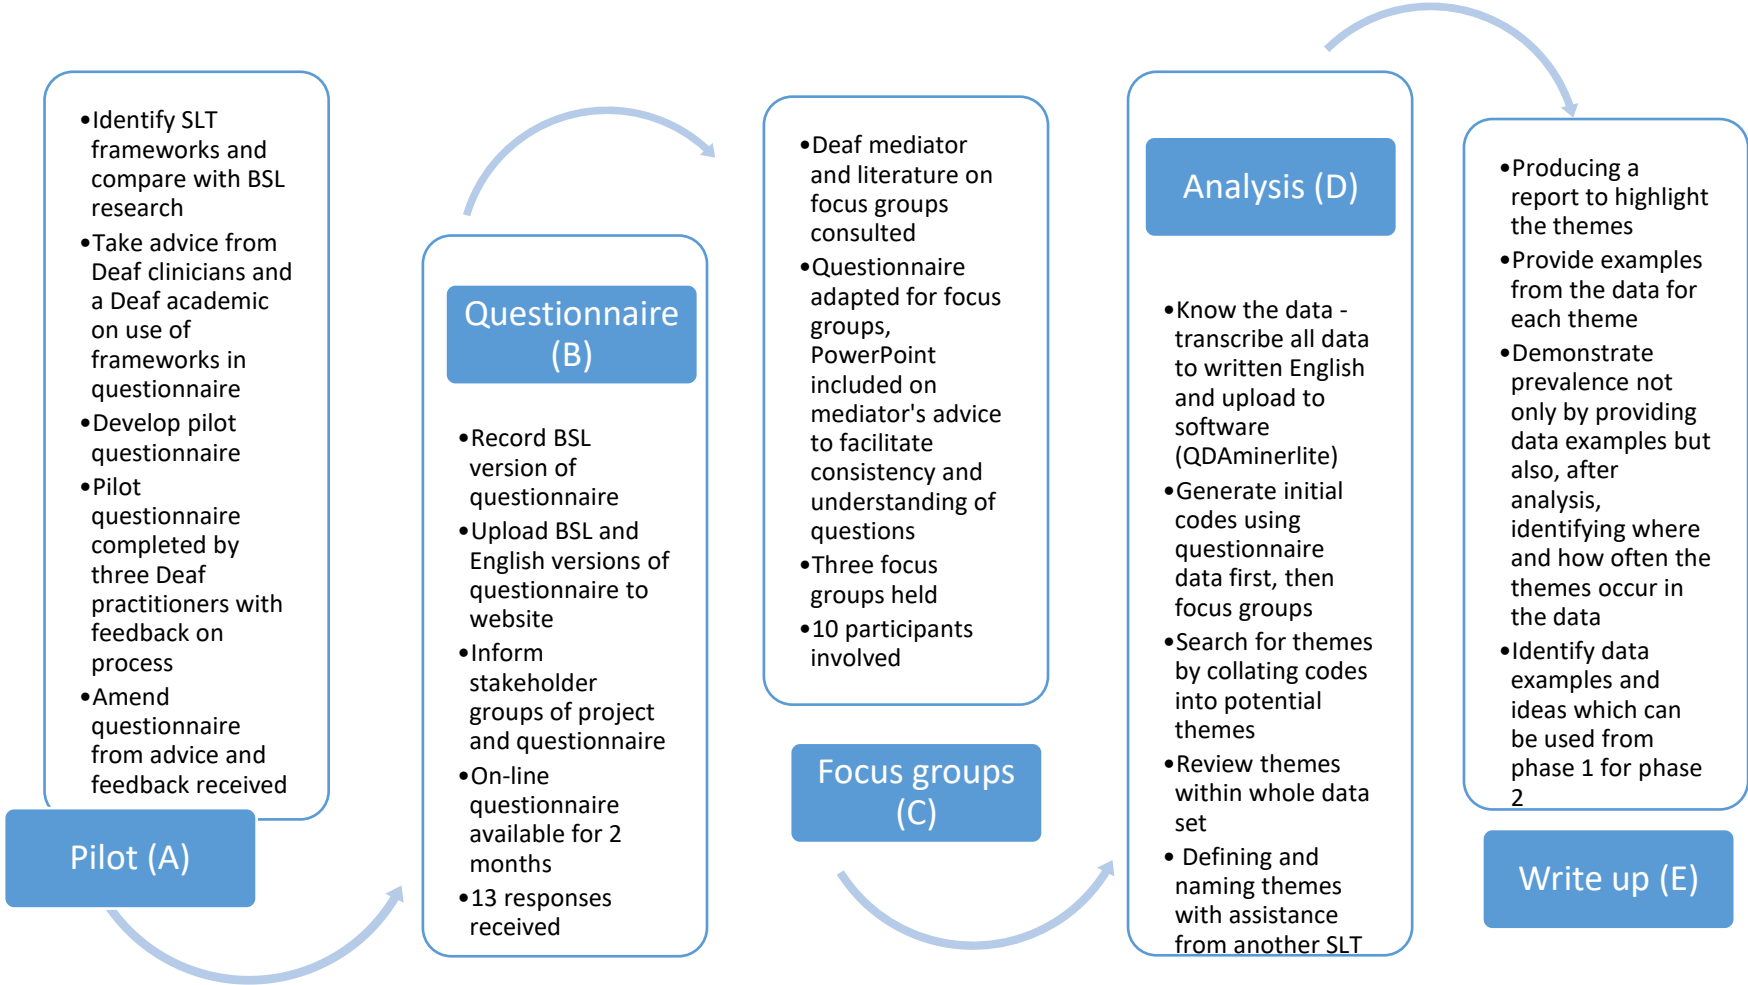 •Identify SLT
frameworks and
compare with BSL
research
•Take advice from
Deaf clinicians and
a Deaf academic
on use of
frameworks in
questionnaire
•Develop pilot
questionnaire
•Pilot
questionnaire
completed by
three Deaf
practitioners with
feedback on
process
•Amend
questionnaire
from advice and
feedback received
Pilot (A)
Questionnaire
(B)
•Record BSL
version of
questionnaire
•Upload BSL and
English versions of
questionnaire to
website
•Inform
stakeholder
groups of project
and questionnaire
•On-line
questionnaire
available for 2
months
•13 responses
received
•Deaf mediator
and literature on
focus groups
consulted
•Questionnaire
adapted for focus
groups,
PowerPoint
included on
mediator's advice
to facilitate
consistency and
understanding of
questions
•Three focus
groups held
•10 participants
involved
Focus groups
(C)
Analysis (D)
•Know the data -
transcribe all data
to written English
and upload to
software
(QDAminerlite)
•Generate initial
codes using
questionnaire
data first, then
focus groups
•Search for themes
by collating codes
into potential
themes
•Review themes
within whole data
set
• Defining and
naming themes
with assistance
from another SLT
•Producing a
report to highlight
the themes
•Provide examples
from the data for
each theme
•Demonstrate
prevalence not
only by providing
data examples but
also, after
analysis,
identifying where
and how often the
themes occur in
the data
•Identify data
examples and
ideas which can
be used from
phase 1 for phase
2
Write up (E)